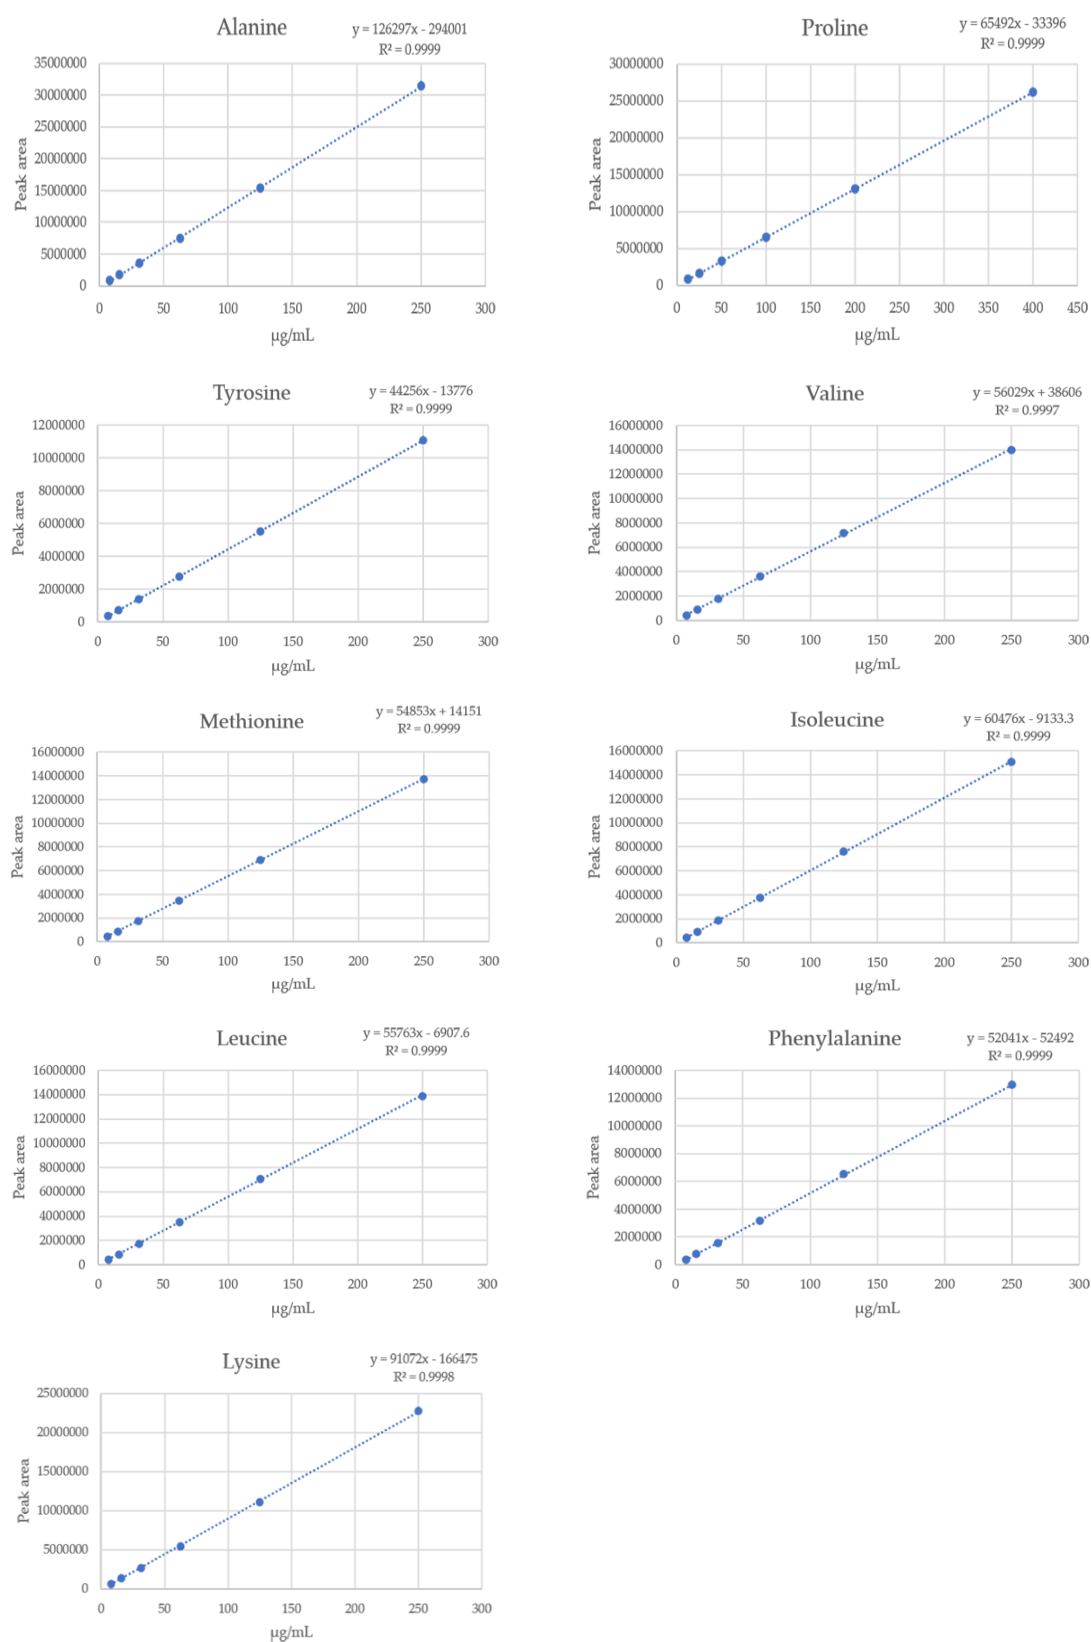 Alanine
y = 126297x - 294001
R² = 0.9999
35000000
30000000
25000000
20000000
15000000
10000000
5000000
0
Peak area
0 50 100 150 200 250 300
µg/mL
Proline
y = 65492x - 33396
R² = 0.9999
30000000
25000000
20000000
15000000
10000000
5000000
0
Peak area
0 50 100 150 200 250 300 350 400 450
µg/mL
Tyrosine
y = 44256x - 13776
R² = 0.9999
12000000
10000000
8000000
6000000
4000000
2000000
0
Peak area
0 50 100 150 200 250 300
µg/mL
Valine
y = 56029x + 38606
R² = 0.9997
16000000
14000000
12000000
10000000
8000000
6000000
4000000
2000000
0
Peak area
0 50 100 150 200 250 300
µg/mL
Methionine
y = 54853x + 14151
R² = 0.9999
16000000
14000000
12000000
10000000
8000000
6000000
4000000
2000000
0
Peak area
0 50 100 150 200 250 300
µg/mL
Isoleucine
y = 60476x - 9133.3
R² = 0.9999
16000000
14000000
12000000
10000000
8000000
6000000
4000000
2000000
0
Peak area
0 50 100 150 200 250 300
µg/mL
Leucine
y = 55763x - 6907.6
R² = 0.9999
16000000
14000000
12000000
10000000
8000000
6000000
4000000
2000000
0
Peak area
0 50 100 150 200 250 300
µg/mL
Phenylalanine
y = 52041x - 52492
R² = 0.9999
14000000
12000000
10000000
8000000
6000000
4000000
2000000
0
Peak area
0 50 100 150 200 250 300
µg/mL
Lysine
y = 91072x - 166475
R² = 0.9998
25000000
20000000
15000000
10000000
5000000
0
Peak area
0 50 100 150 200 250 300
µg/mL